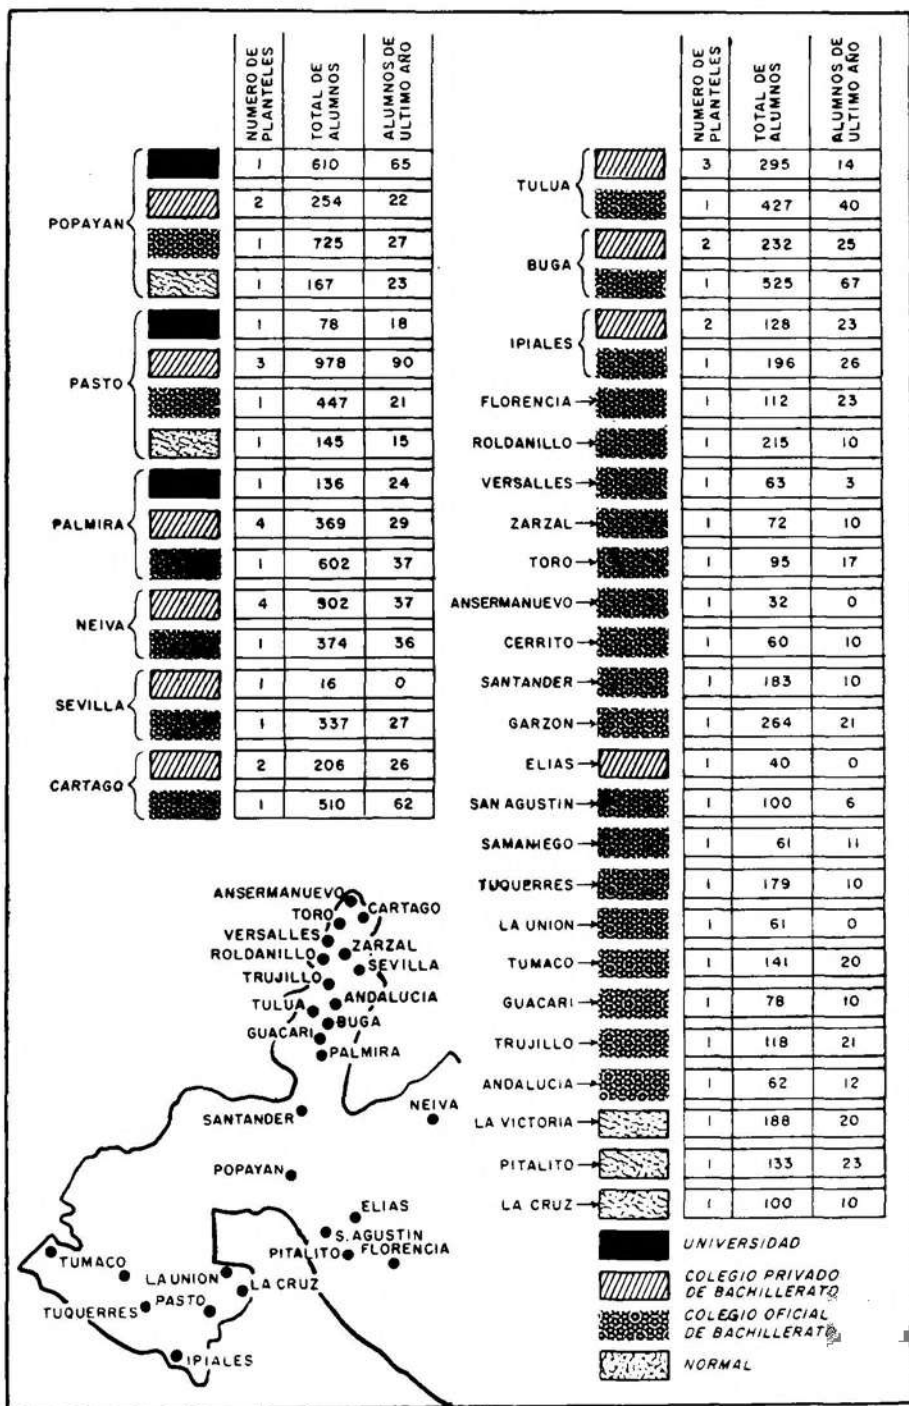 NUMERO DE PLANTELES
TOTAL DE ALUMNOS
ALUMNOS DE ULTIMO AÑO
POPAYAN
1 610 65
2 254 22
1 725 27
1 167 23
PASTO
1 78 18
3 978 90
1 447 21
1 145 15
PALMIRA
1 136 24
4 369 29
1 602 37
NEIVA
4 902 37
1 374 36
SEVILLA
1 16 0
1 337 27
CARTAGO
2 206 26
1 510 62
NUMERO DE PLANTELES
TOTAL DE ALUMNOS
ALUMNOS DE ULTIMO AÑO
TULUA
3 295 14
1 427 40
BUGA
2 232 25
1 525 67
IPIALES
2 128 23
1 196 26
FLORENCIA 1 112 23
ROLDANILLO 1 215 10
VERSALLES 1 63 3
ZARZAL 1 72 10
TORO 1 95 17
ANSERMANUEVO 1 32 0
CERRITO 1 60 10
SANTANDER 1 183 10
GARZON 1 264 21
ELIAS 1 40 0
SAN AGUSTIN 1 100 6
SAMANIEGO 1 61 11
TUQUERRES 1 179 10
LA UNION 1 61 0
TUMACO 1 141 20
GUACARI 1 78 10
TRUJILLO 1 118 21
ANDALUCIA 1 62 12
LA VICTORIA 1 188 20
PITALITO 1 133 23
LA CRUZ 1 100 10
UNIVERSIDAD
COLEGIO PRIVADO
DE BACHILLERATO
COLEGIO OFICIAL
DE BACHILLERATO
NORMAL
ANSERMANUEVO
TORO
CARTAGO
VERSALLES
ROLDANILLO
ZARZAL
SEVILLA
TRUJILLO
TULUA
ANDALUCIA
BUGA
GUACARI
PALMIRA
SANTANDER
NEIVA
POPAYAN
ELIAS
S. AGUSTIN
PITALITO
FLORENCIA
TUMACO
LA UNION
LA CRUZ
TUQUERRES
PASTO
IPIALES